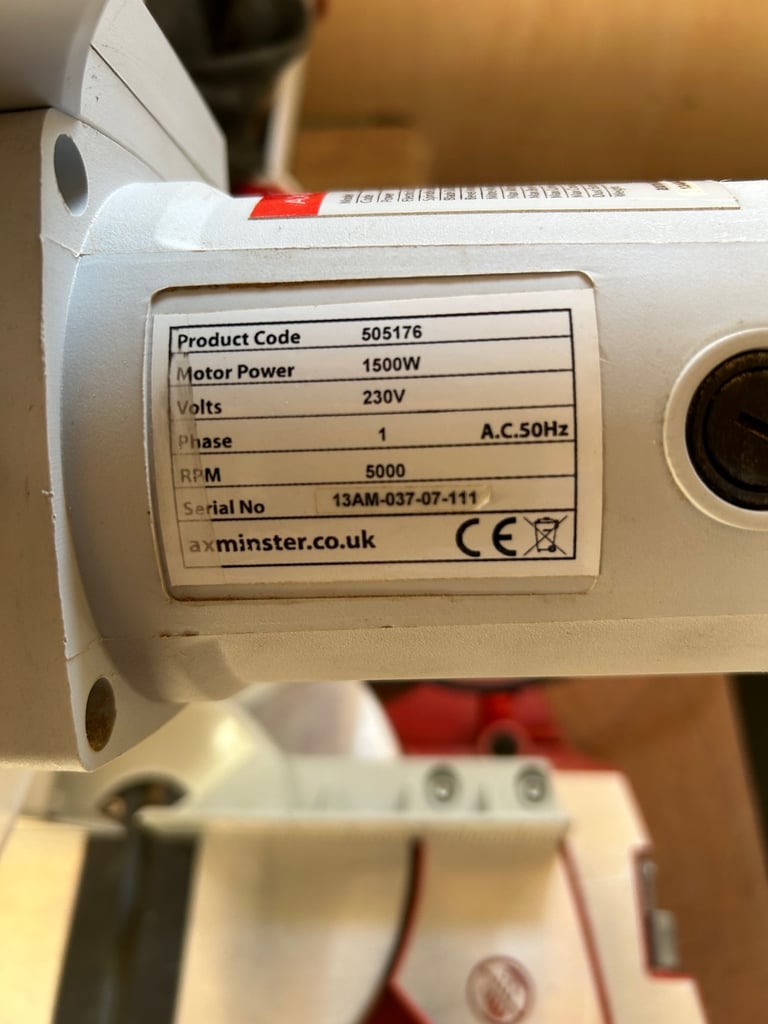 Product Code 505176
Motor Power 1500W
Volts 230V
Phase 1 A.C.50Hz
RPM 5000
Serial No 13AM-037-07-111
axminster.co.uk CE